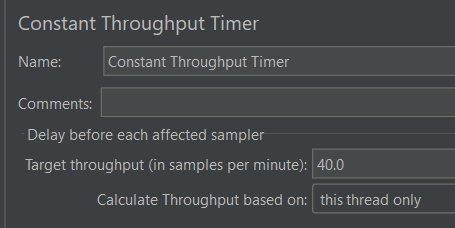 Constant Throughput Timer
Name: Constant Throughput Timer
Comments:
Delay before each affected sampler
Target throughput (in samples per minute): 40.0
Calculate Throughput based on: this thread only